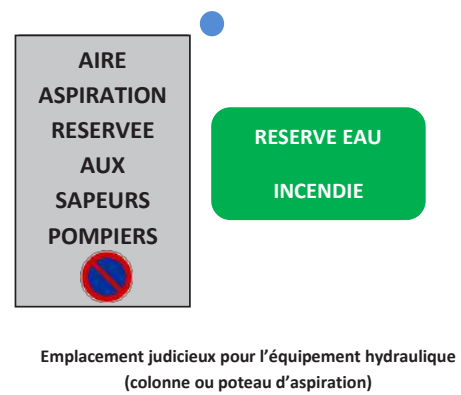 AIRE
ASPIRATION
RESERVEE
AUX
SAPEURS
POMPIERS
RESERVE EAU
INCENDIE
Emplacement judicieux pour l’équipement hydraulique
(colonne ou poteau d’aspiration)